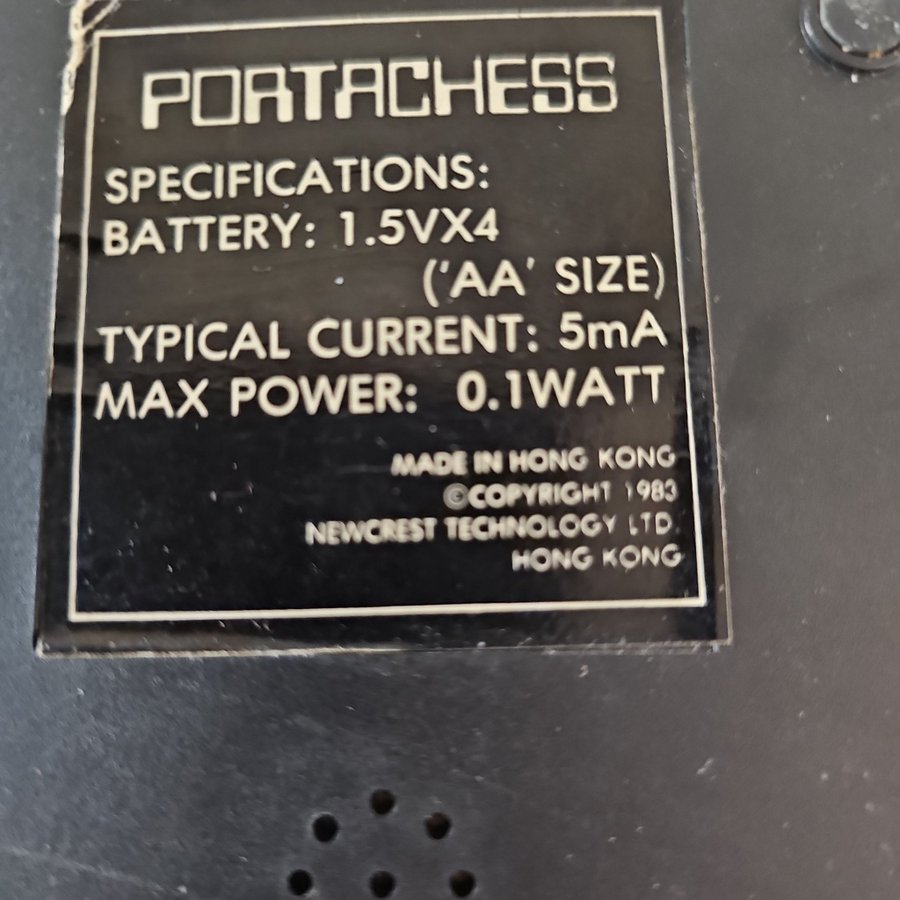 PORTACHESS
SPECIFICATIONS:
BATTERY: 1.5VX4
('AA' SIZE)
TYPICAL CURRENT: 5mA
MAX POWER: 0.1WATT
MADE IN HONG KONG
©COPYRIGHT 1983
NEWCREST TECHNOLOGY LTD.
HONG KONG